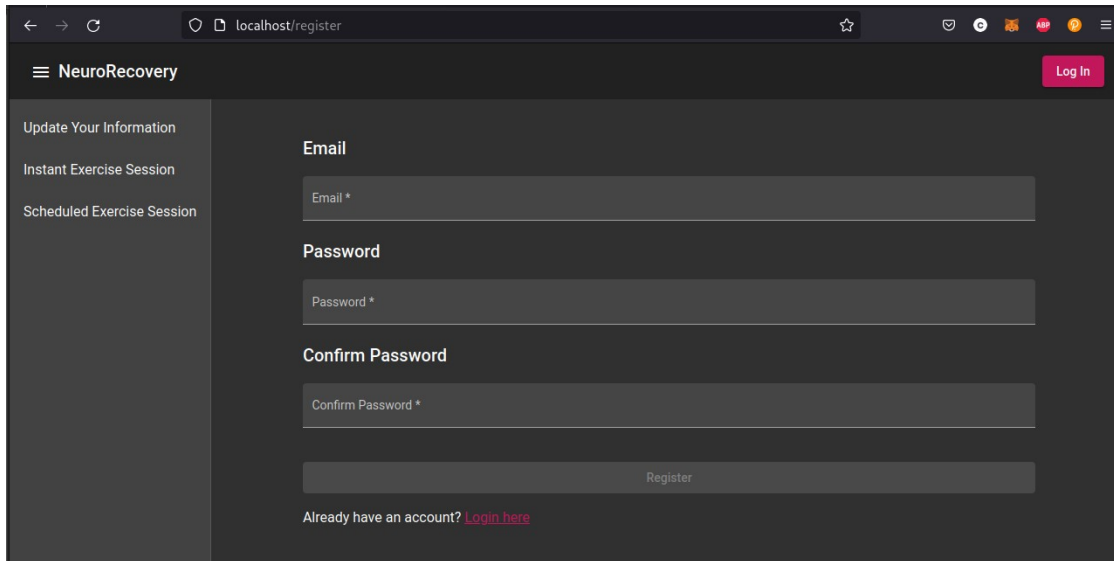 localhost/register
C
ABP
NeuroRecovery
Log In
Update Your Information
Instant Exercise Session
Scheduled Exercise Session
Email
Email *
Password
Password *
Confirm Password
Confirm Password *
Register
Already have an account? Login here